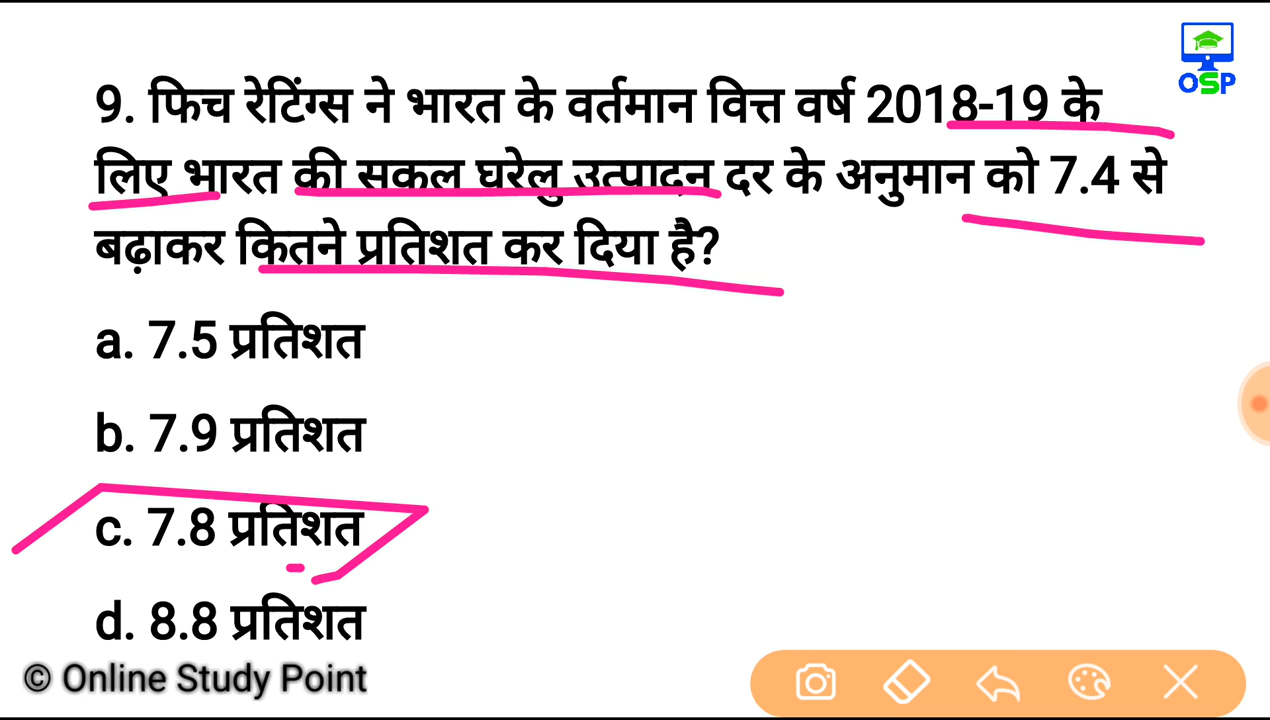 OSP
9. फिच रेटिंग्स ने भारत के वर्तमान वित्त वर्ष 2018-19 के
लिए भारत की सकल घरेलु उत्पादन दर के अनुमान को 7.4 से
बढ़ाकर कितने प्रतिशत कर दिया है?
a. 7.5 प्रतिशत
b. 7.9 प्रतिशत
c. 7.8 प्रतिशत
d. 8.8 प्रतिशत
© Online Study Point